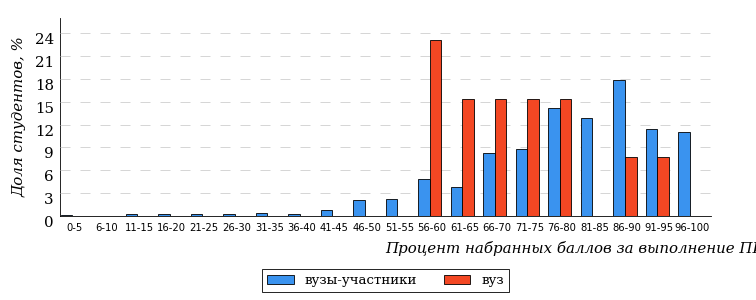 Доля студентов, %
24
21
18
15
12
9
6
3
0
0-5 6-10 11-15 16-20 21-25 26-30 31-35 36-40 41-45 46-50 51-55 56-60 61-65 66-70 71-75 76-80 81-85 86-90 91-95 96-100
Процент набранных баллов за выполнение
вузы-участники вуз